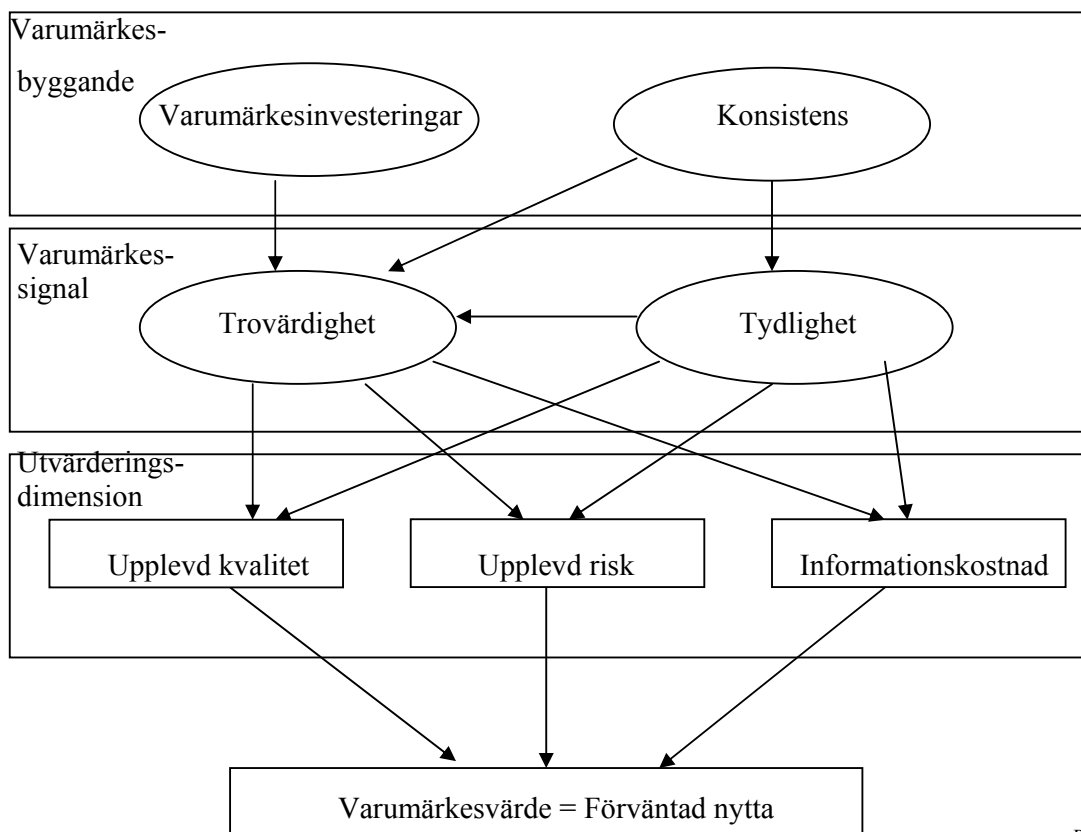 Varumärkes-
byggande
Varumärkesinvesteringar
Konsistens
Varumärkes-
signal
Trovärdighet
Tydlighet
Utvärderings-
dimension
Upplevd kvalitet
Upplevd risk
Informationskostnad
Varumärkesvärde = Förväntad nytta